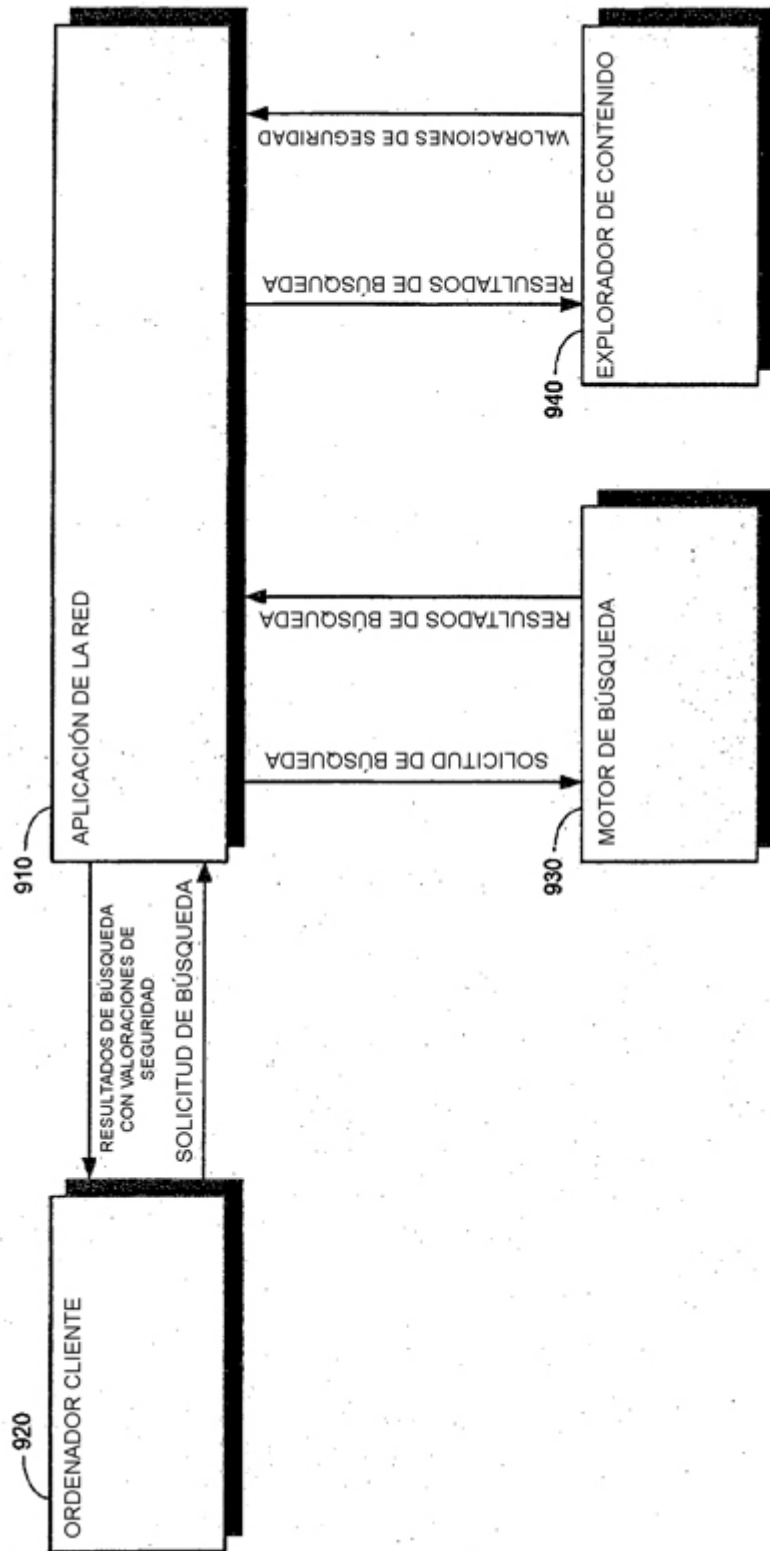 920
ORDENADOR CLIENTE
RESULTADOS DE BÚSQUEDA
CON VALORACIONES DE
SEGURIDAD
SOLICITUD DE BÚSQUEDA
910
APLICACIÓN DE LA RED
SOLICITUD DE BÚSQUEDA
RESULTADOS DE BÚSQUEDA
RESULTADOS DE BÚSQUEDA
VALORACIONES DE SEGURIDAD
930
MOTOR DE BÚSQUEDA
940
EXPLORADOR DE CONTENIDO